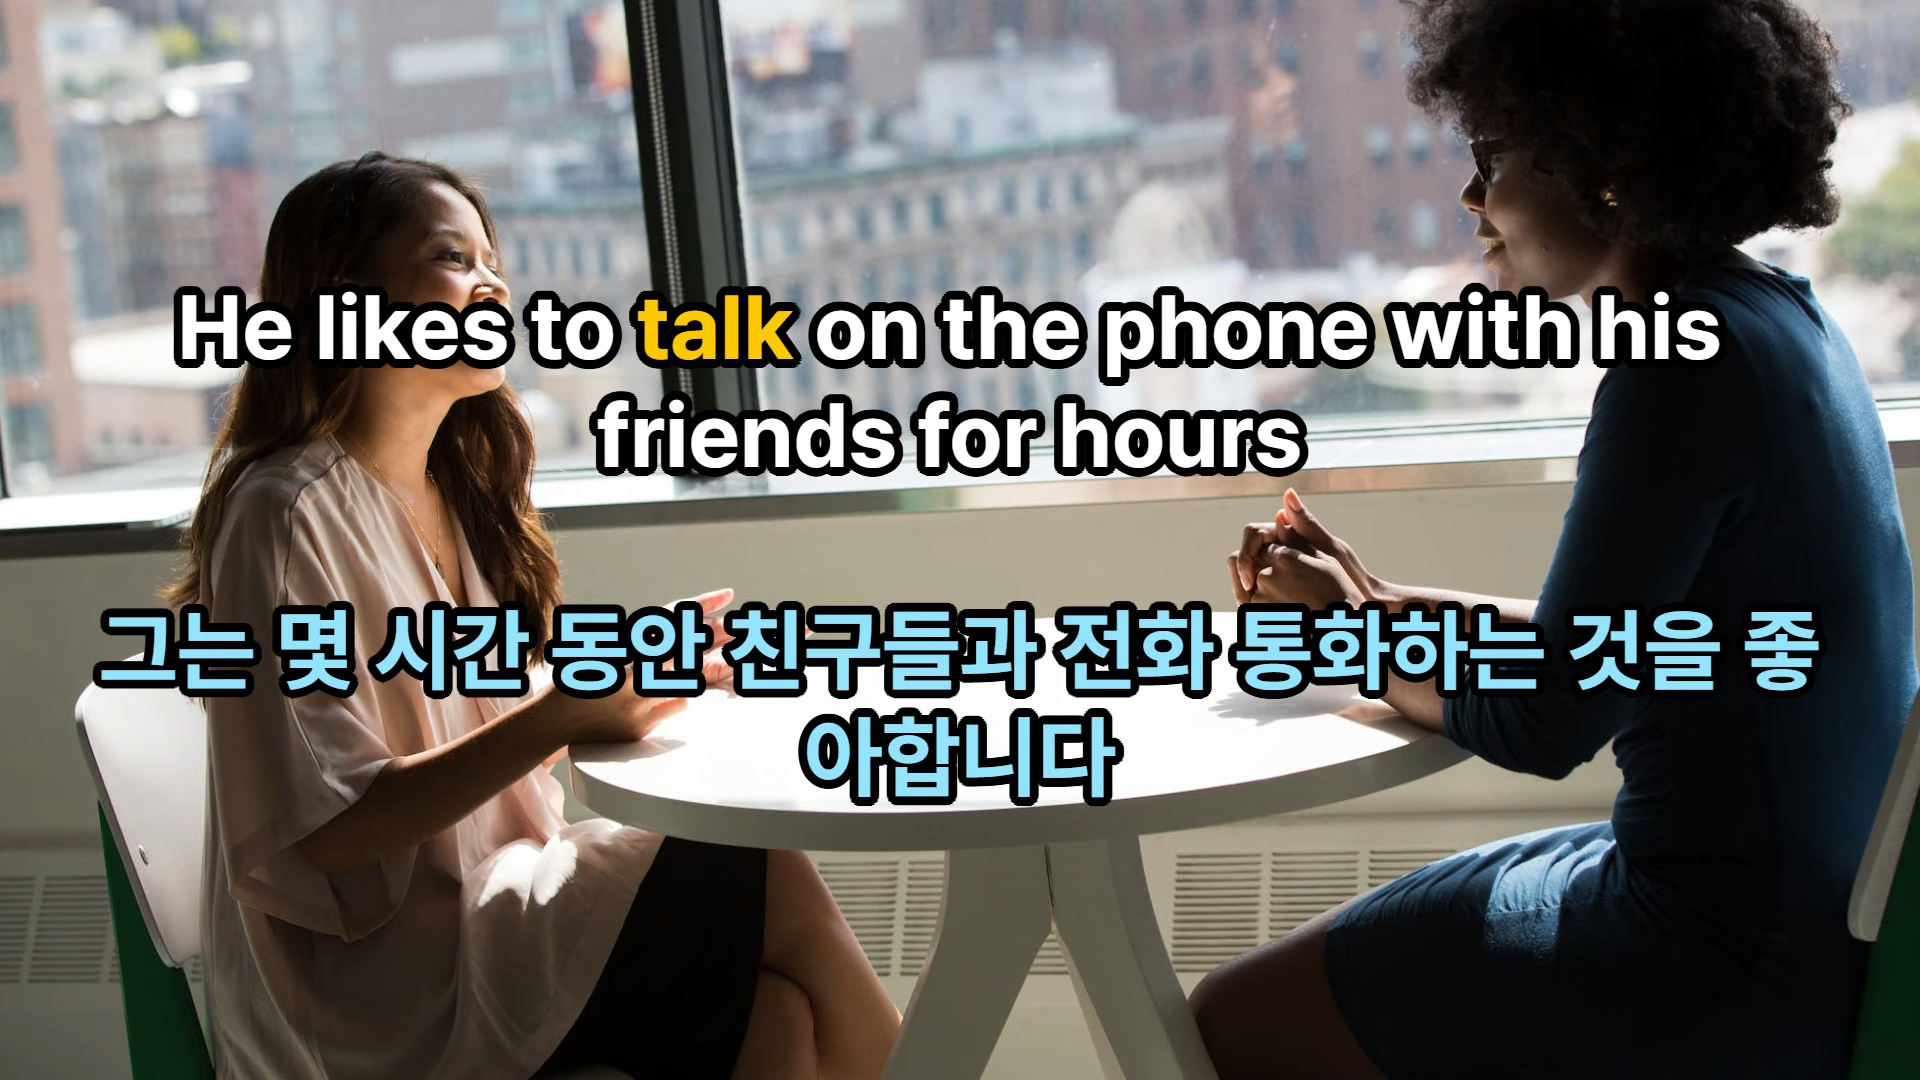 He likes to talk on the phone with his
friends for hours
그는 몇 시간 동안 친구들과 전화 통화하는 것을 좋
아합니다